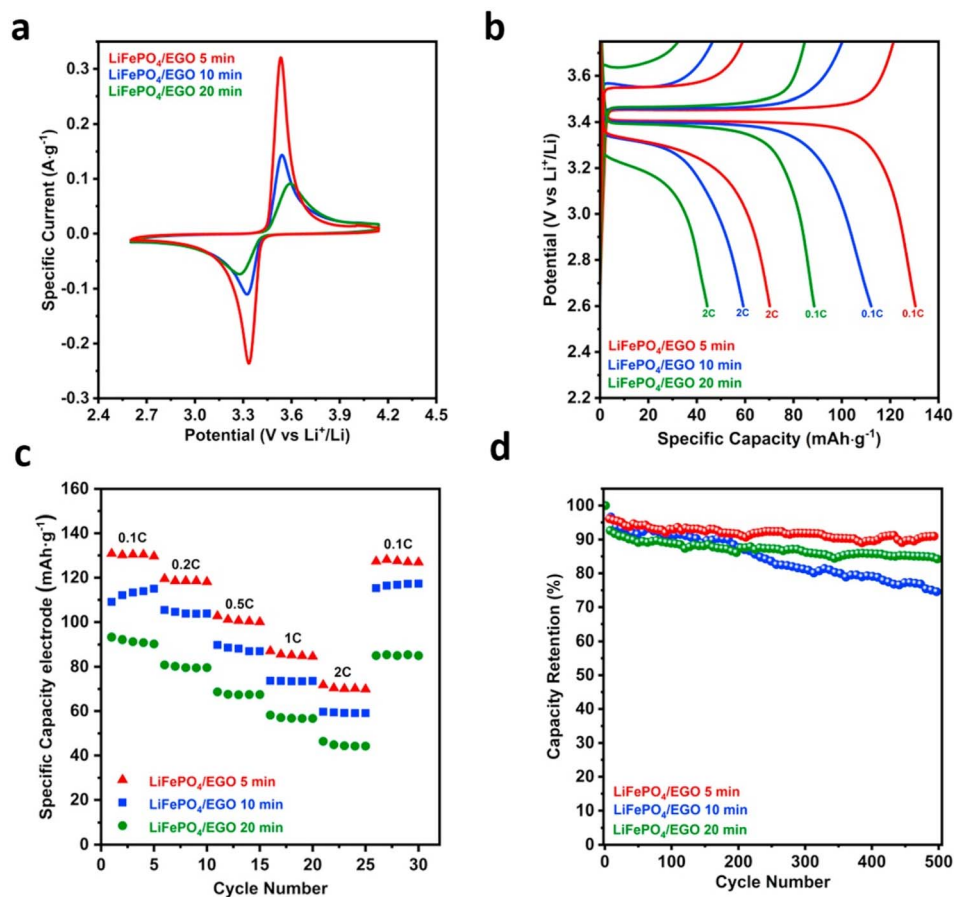 a
LiFePO₄/EGO 5 min
LiFePO₄/EGO 10 min
LiFePO₄/EGO 20 min
0.3
0.2
0.1
0.0
-0.1
-0.2
-0.3
Specific Current (A·g⁻¹)
2.4 2.7 3.0 3.3 3.6 3.9 4.2 4.5
Potential (V vs Li⁺/Li)
b
3.8
3.6
3.4
3.2
3.0
2.8
2.6
2.4
2.2
Potential (V vs Li⁺/Li)
2C 2C 2C 0.1C 0.1C 0.1C
LiFePO₄/EGO 5 min
LiFePO₄/EGO 10 min
LiFePO₄/EGO 20 min
0 20 40 60 80 100 120 140
Specific Capacity (mAh·g⁻¹)
c
160
140
120
100
80
60
40
20
0
Specific Capacity electrode (mAh·g⁻¹)
0.1C
0.2C
0.5C
1C
2C
0.1C
LiFePO₄/EGO 5 min
LiFePO₄/EGO 10 min
LiFePO₄/EGO 20 min
0 5 10 15 20 25 30
Cycle Number
d
100
90
80
70
60
50
40
30
20
10
0
Capacity Retention (%)
LiFePO₄/EGO 5 min
LiFePO₄/EGO 10 min
LiFePO₄/EGO 20 min
0 100 200 300 400 500
Cycle Number